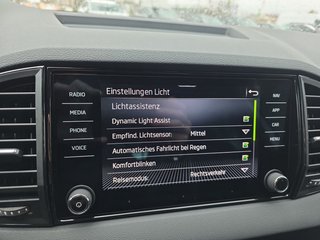 Einstellungen Licht
RADIO
MEDIA
PHONE
VOICE
Lichtassistenz
Dynamic Light Assist
Empfind. Lichtsensor: Mittel
Automatisches Fahrlicht bei Regen
Komfortblinken
Reisemodus: Rechtsverkehr
NAV
APP
CAR
MENU